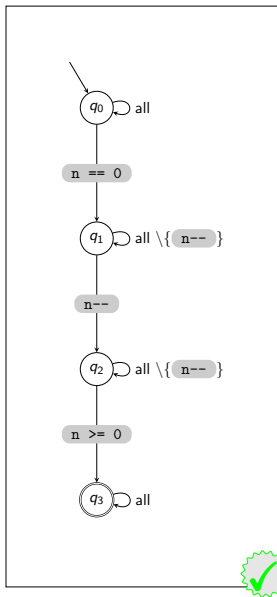 q0 all
n == 0
q1 all \{ n-- }
n--
q2 all \{ n-- }
n >= 0
q3 all